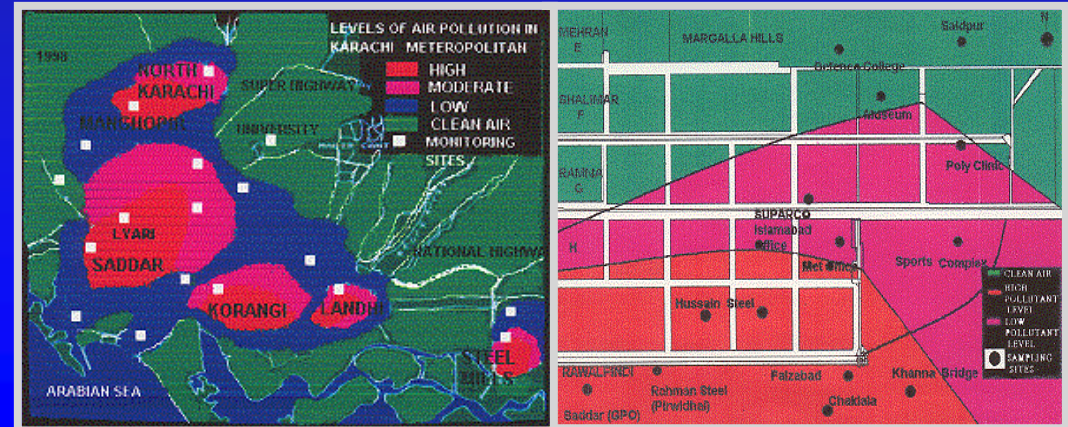 LEVELS OF AIR POLLUTION IN
KARACHI METEROPOLITAN
1998
HIGH
MODERATE
LOW
CLEAN AIR
MONITORING
SITES
NORTH
KARACHI
SUPER HIGHWAY
MANGHOPIR
UNIVERSITY
LYARI
SADDAR
NATIONAL HIGHWA
KORANGI
LANDHI
STEEL
MILLS
ARABIAN SEA
MEHRAN
E
MARGALLA HILLS
Saidpur
N
Defence College
SHALIMAR
F
Museum
Poly Clinic
RAMNA
G
SUPARCO
Islamabad
office
H
Met office
Sports Complex
Hussain Steel
CLEAN AIR
HIGH
POLLUTANT
LEVEL
LOW
POLLUTANT
LEVEL
SAMPLING
SITES
RAWALPINDI
Rehman Steel
(Pirwidhai)
Faizabad
Khanna Bridge
Saddar (GPO)
Chaklala